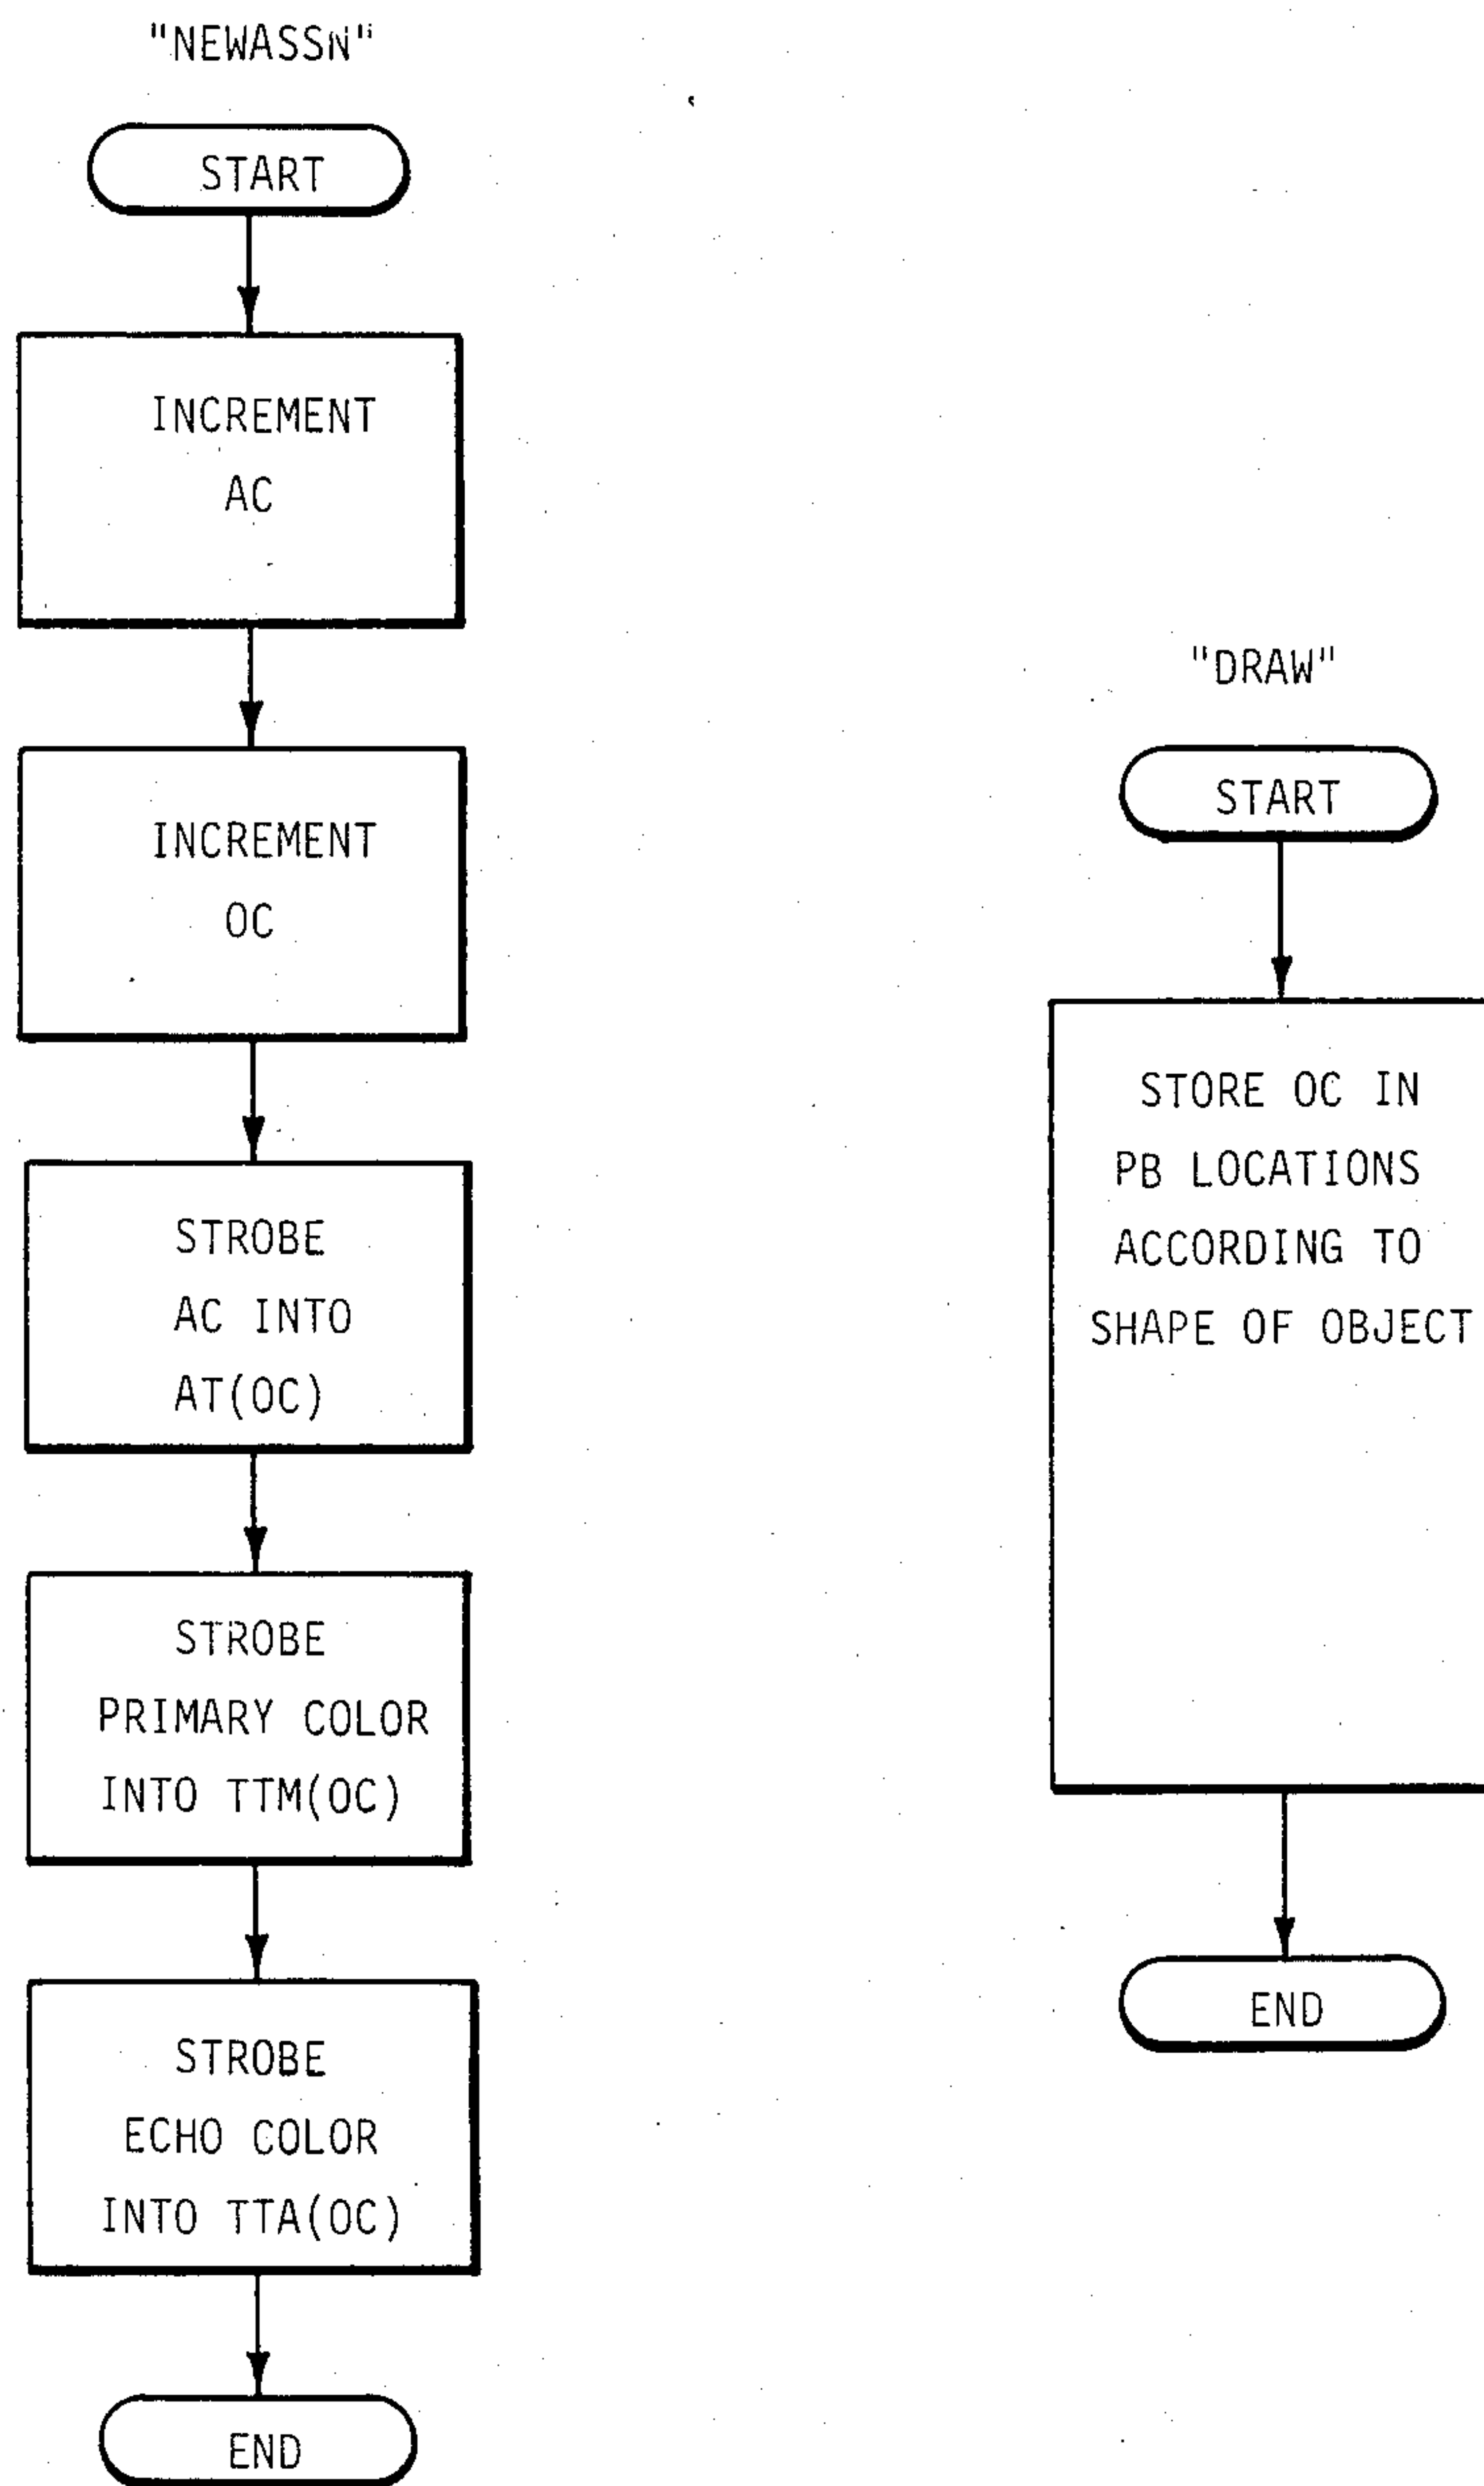 "NEWASSN"
START
INCREMENT
AC
INCREMENT
OC
STROBE
AC INTO
AT(OC)
STROBE
PRIMARY COLOR
INTO TTM(OC)
STROBE
ECHO COLOR
INTO TTA(OC)
END
"DRAW"
START
STORE OC IN
PB LOCATIONS
ACCORDING TO
SHAPE OF OBJECT
END